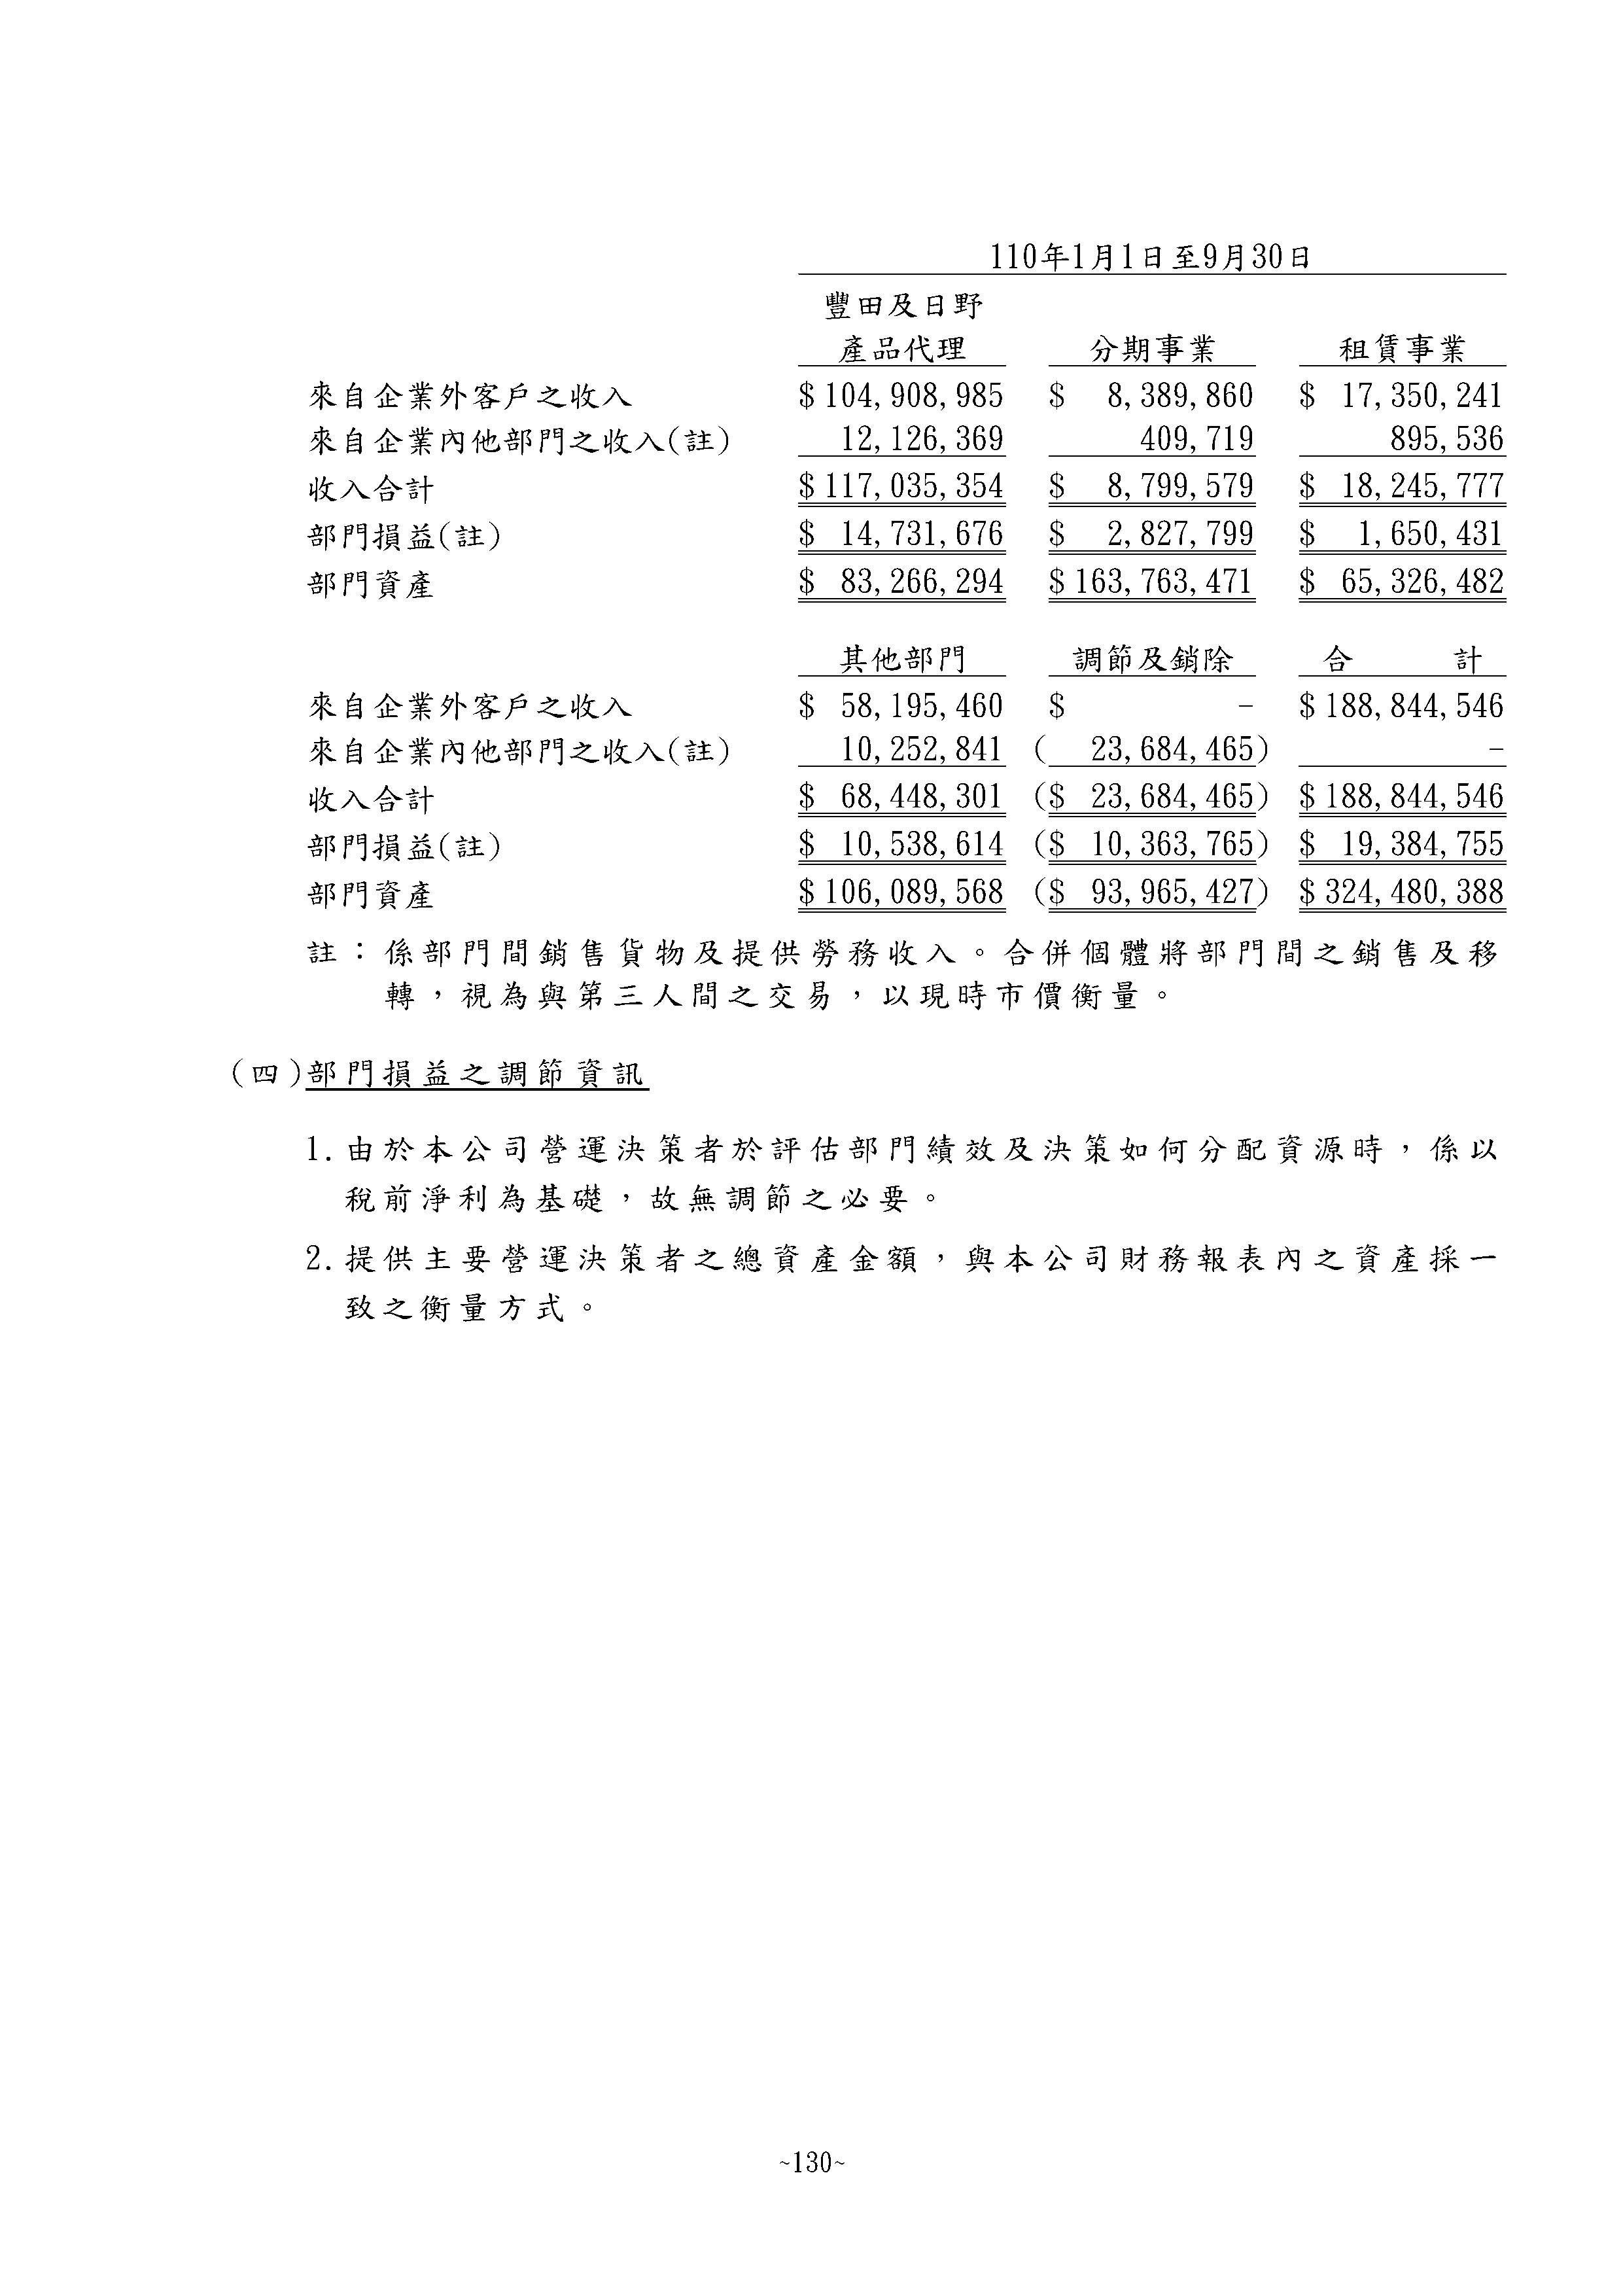 110年1月1日至9月30日
豐田及日野
產品代理 分期事業 租賃事業
來自企業外客戶之收入 $ 104,908,985 $ 8,389,860 $ 17,350,241
來自企業內他部門之收入(註) 12,126,369 409,719 895,536
收入合計 $ 117,035,354 $ 8,799,579 $ 18,245,777
部門損益(註) $ 14,731,676 $ 2,827,799 $ 1,650,431
部門資產 $ 83,266,294 $ 163,763,471 $ 65,326,482
其他部門 調節及銷除 合 計
來自企業外客戶之收入 $ 58,195,460 $ - $ 188,844,546
來自企業內他部門之收入(註) 10,252,841 ( 23,684,465) -
收入合計 $ 68,448,301 ($ 23,684,465) $ 188,844,546
部門損益(註) $ 10,538,614 ($ 10,363,765) $ 19,384,755
部門資產 $ 106,089,568 ($ 93,965,427) $ 324,480,388
註：係部門間銷售貨物及提供勞務收入。合併個體將部門間之銷售及移
轉，視為與第三人間之交易，以現時市價衡量。
(四)部門損益之調節資訊
1.由於本公司營運決策者於評估部門績效及決策如何分配資源時，係以
稅前淨利為基礎，故無調節之必要。
2.提供主要營運決策者之總資產金額，與本公司財務報表內之資產採一
致之衡量方式。
~130~